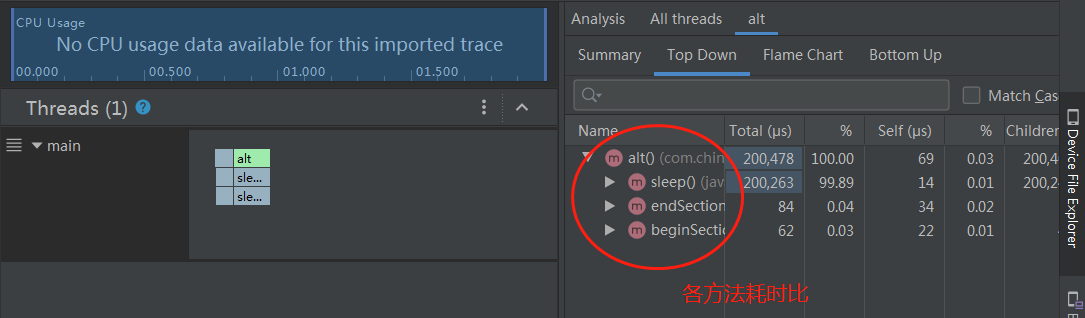 CPU Usage
No CPU usage data available for this imported trace
00.000 00.500 01.000 01.500
Threads (1) ?
main
alt
sle...
sle...
Analysis All threads alt
Summary Top Down Flame Chart Bottom Up
Match Case
Name Total (μs) % Self (μs) % Children
alt() (com.chin 200,478 100.00 69 0.03 200,4
sleep() (jav 200,263 99.89 14 0.01 200,2
endSection 84 0.04 34 0.02
beginSectio 62 0.03 22 0.01
各方法耗时比
Device File Explorer